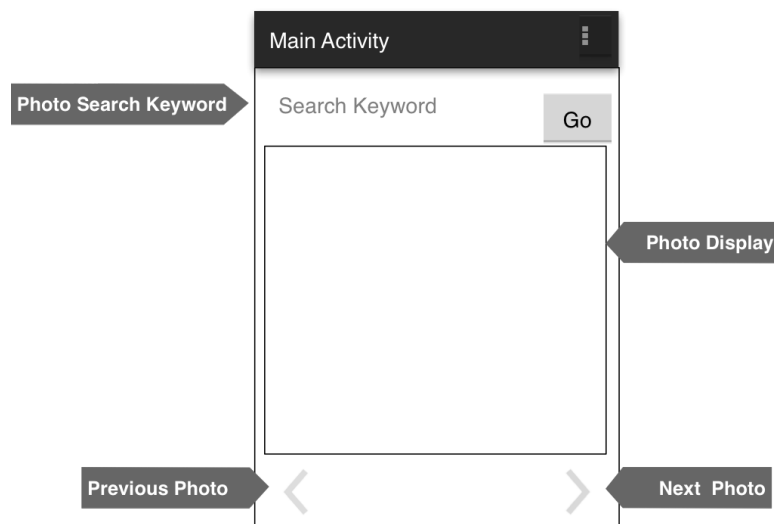 Main Activity
Photo Search Keyword
Search Keyword
Go
Photo Display
Previous Photo
Next Photo